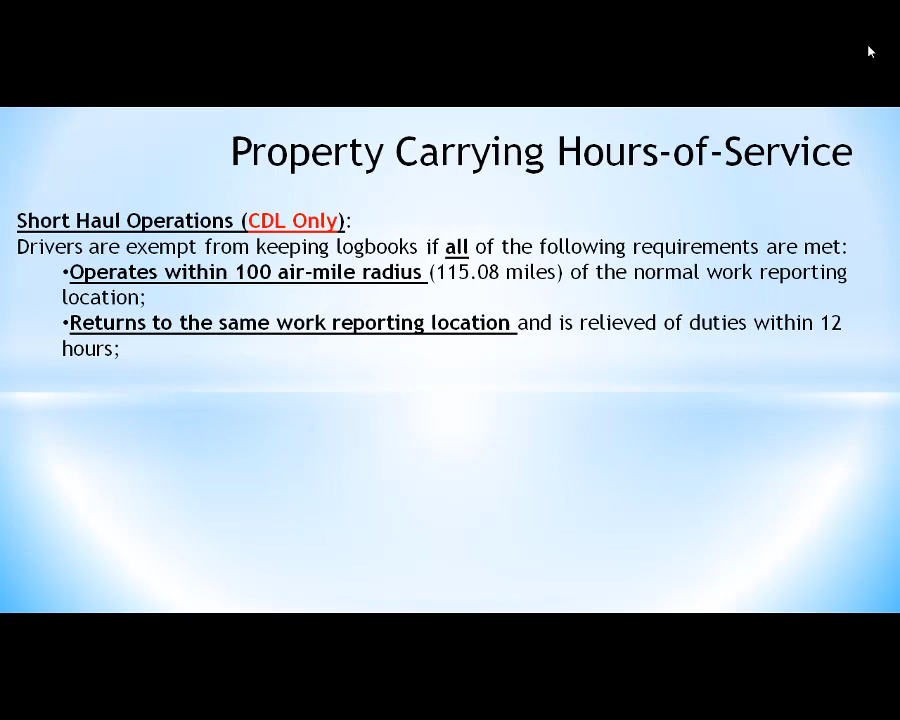 Property Carrying Hours-of-Service
Short Haul Operations (CDL Only):
Drivers are exempt from keeping logbooks if all of the following requirements are met:
•Operates within 100 air-mile radius (115.08 miles) of the normal work reporting
location;
•Returns to the same work reporting location and is relieved of duties within 12
hours;